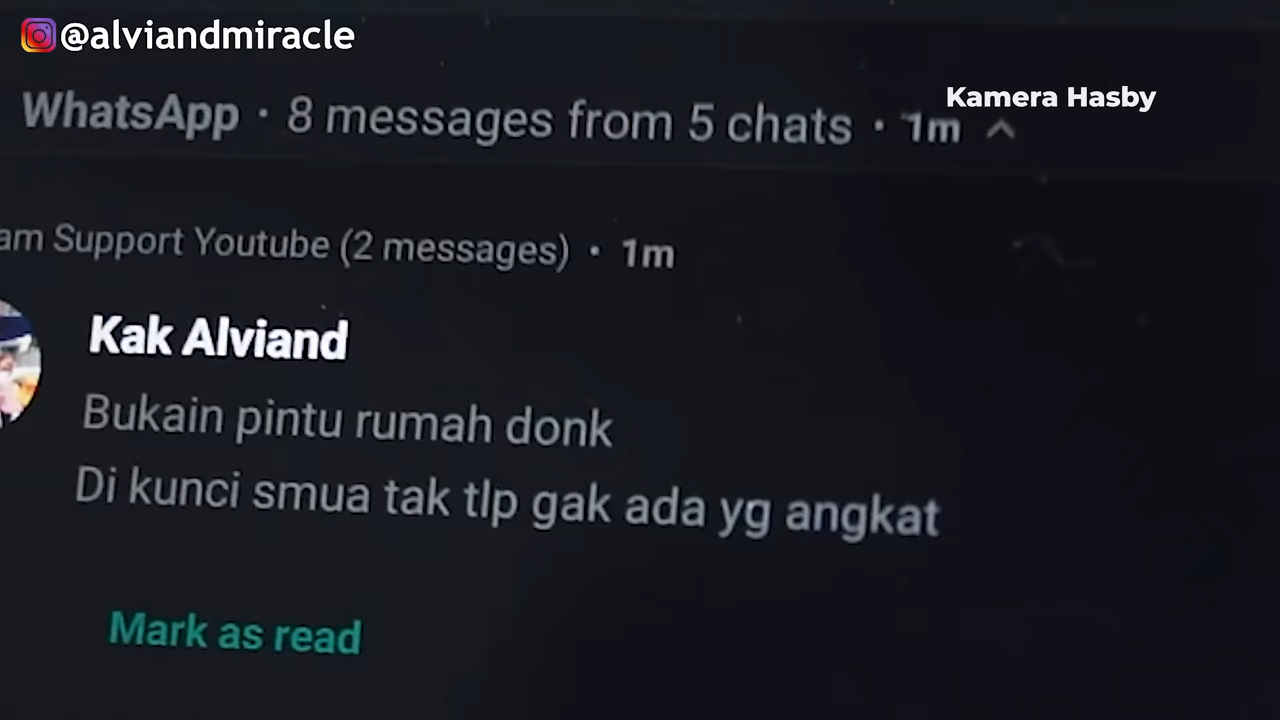 @alviandmiracle
Kamera Hasby
WhatsApp · 8 messages from 5 chats · 1m
Support Youtube (2 messages) · 1m
Kak Alviand
Bukain pintu rumah donk
Di kunci smua tak tlp gak ada yg angkat
Mark as read